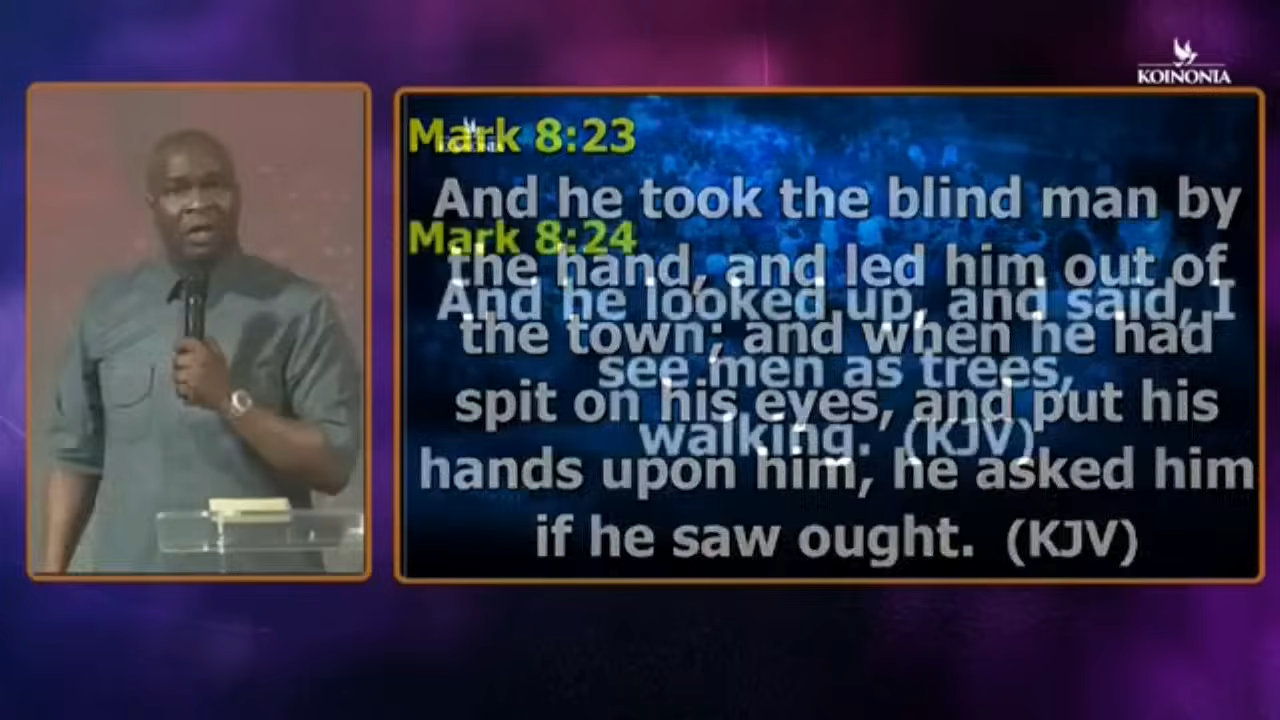 KOINONIA
Mark 8:23
And he took the blind man by
the hand, and led him out of
the town; and when he had
spit on his eyes, and put his
hands upon him, he asked him
if he saw ought. (KJV)
Mark 8:24
And he looked up, and said, I
see men as trees,
walking. (KJV)
KOINONIA